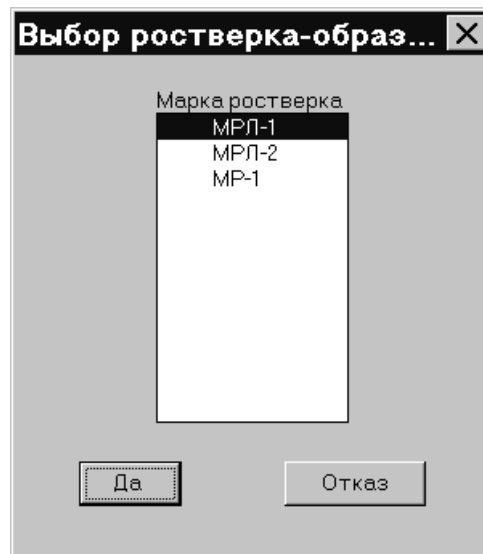 Выбор ростверка-образ...
Марка ростверка
МРЛ-1
МРЛ-2
МР-1
Да
Отказ